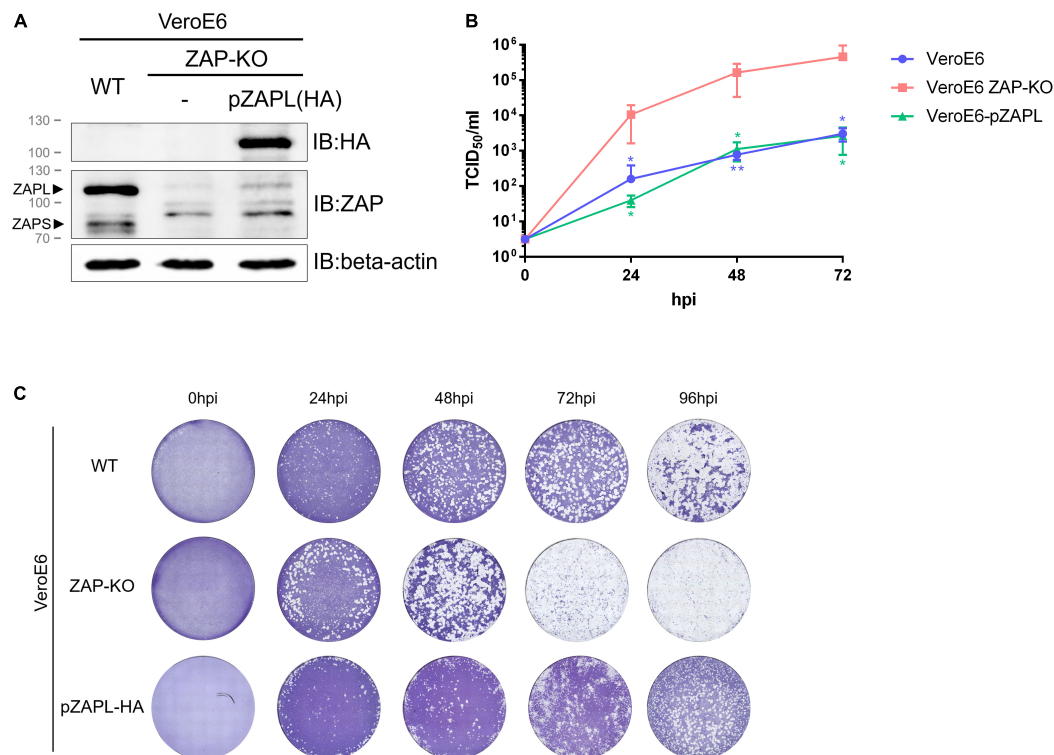 A
VeroE6
ZAP-KO
WT
-
pZAPL(HA)
130
100
IB:HA
130
ZAPL
100
IB:ZAP
ZAPS
70
IB:beta-actin
B
10^6
10^5
10^4
10^3
10^2
10^1
10^0
TCID50/ml
* * * ** * *
0 24 48 72
hpi
VeroE6
VeroE6 ZAP-KO
VeroE6-pZAPL
C
0hpi 24hpi 48hpi 72hpi 96hpi
VeroE6
WT
ZAP-KO
pZAPL-HA